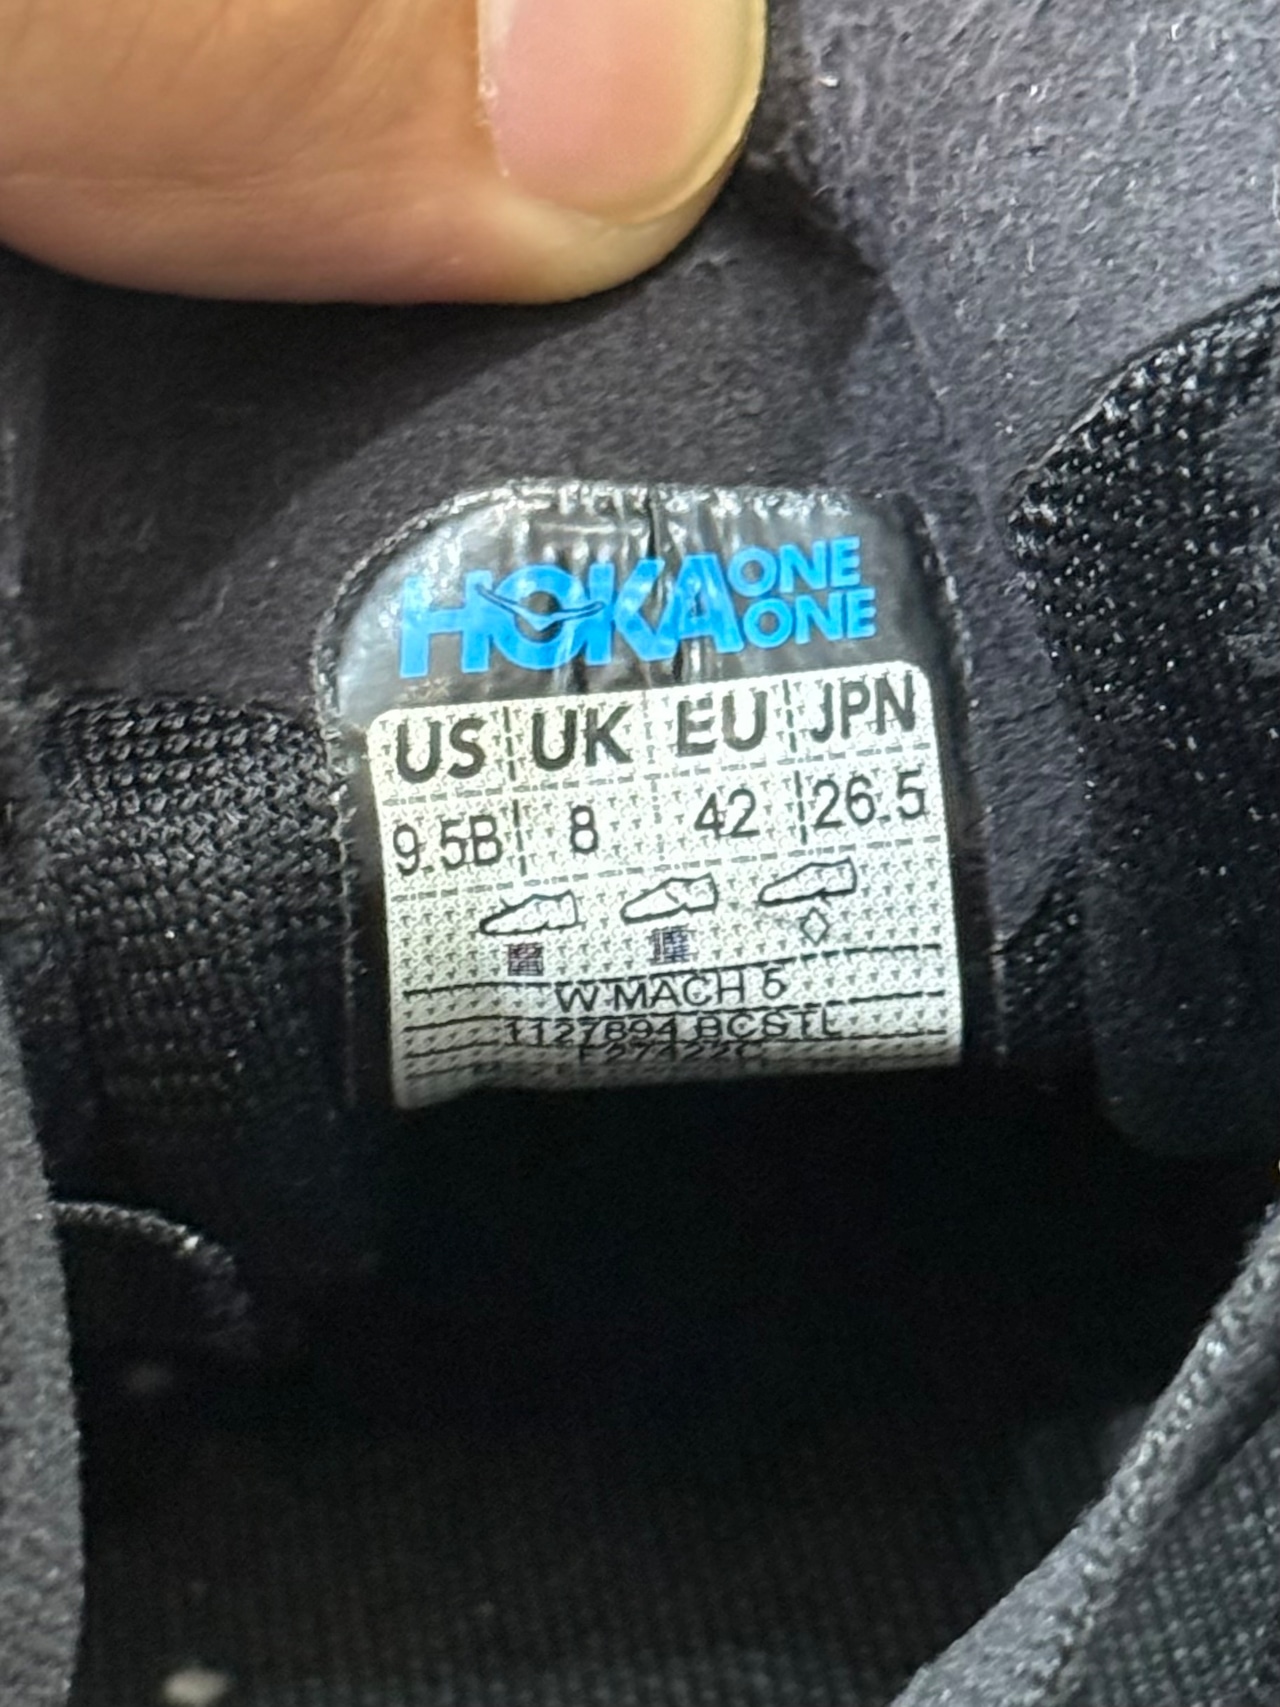 HOKA ONE ONE
US UK EU JPN
9.5B 8 42 26.5
W MACH 5
1127894 BCSTL